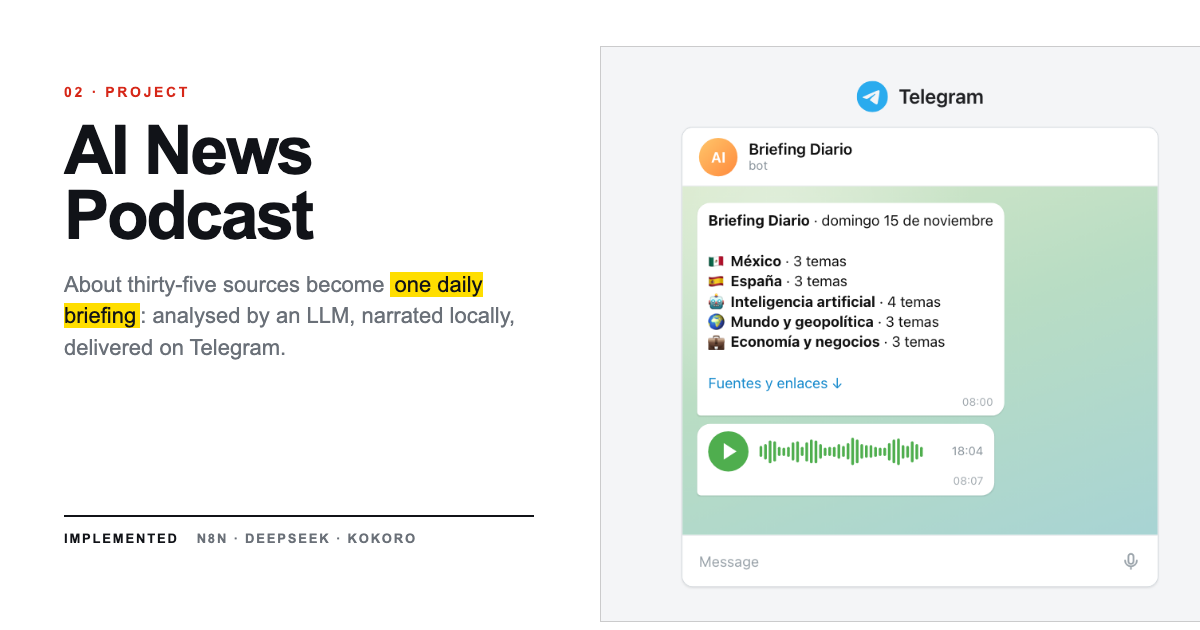 02 · PROJECT
AI News
Podcast
About thirty-five sources become one daily
briefing: analysed by an LLM, narrated locally,
delivered on Telegram.
IMPLEMENTED N8N · DEEPSEEK · KOKORO
Telegram
AI
Briefing Diario
bot
Briefing Diario · domingo 15 de noviembre
🇲🇽 México · 3 temas
🇪🇸 España · 3 temas
🤖 Inteligencia artificial · 4 temas
🌍 Mundo y geopolítica · 3 temas
💼 Economía y negocios · 3 temas
Fuentes y enlaces ↓
08:00
18:04
08:07
Message